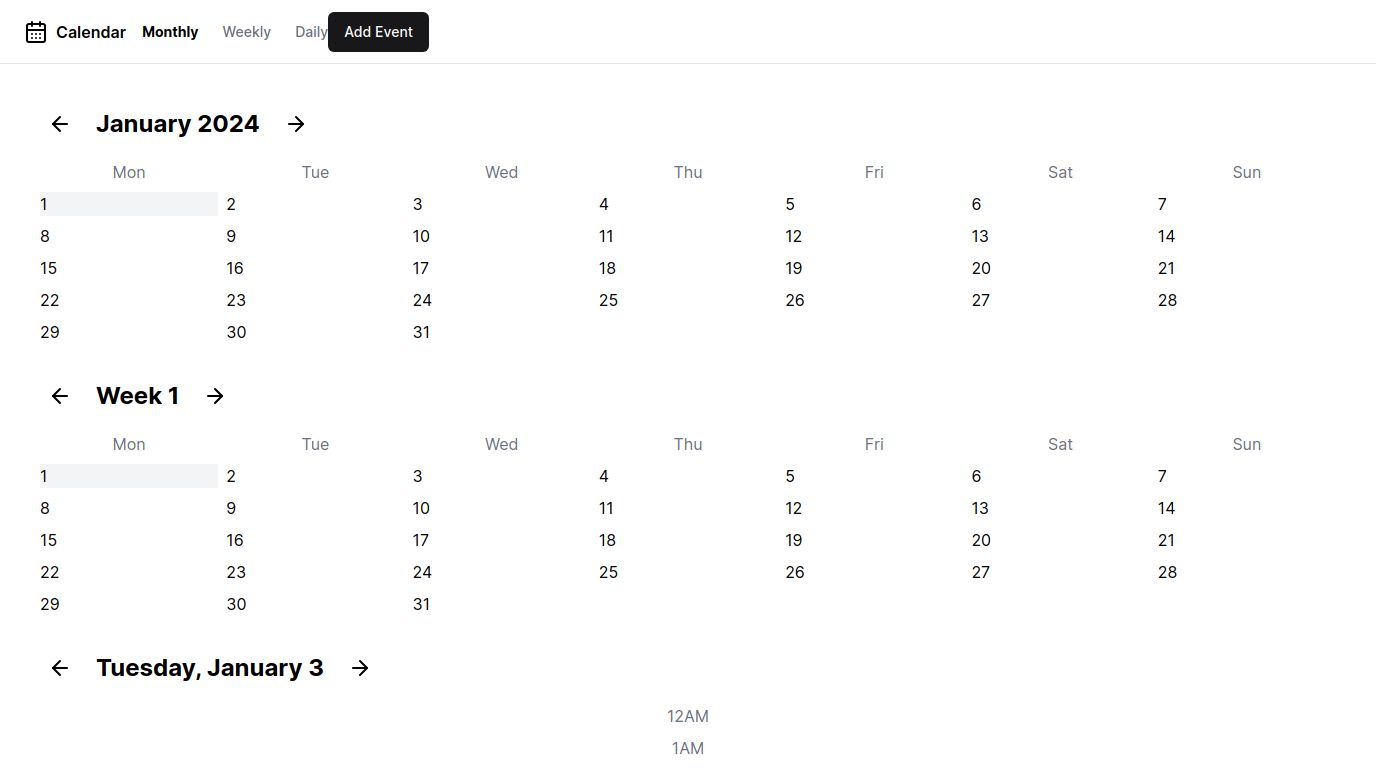 Calendar Monthly Weekly Daily Add Event
January 2024
Mon Tue Wed Thu Fri Sat Sun
1 2 3 4 5 6 7
8 9 10 11 12 13 14
15 16 17 18 19 20 21
22 23 24 25 26 27 28
29 30 31
Week 1
Mon Tue Wed Thu Fri Sat Sun
1 2 3 4 5 6 7
8 9 10 11 12 13 14
15 16 17 18 19 20 21
22 23 24 25 26 27 28
29 30 31
Tuesday, January 3
12AM
1AM